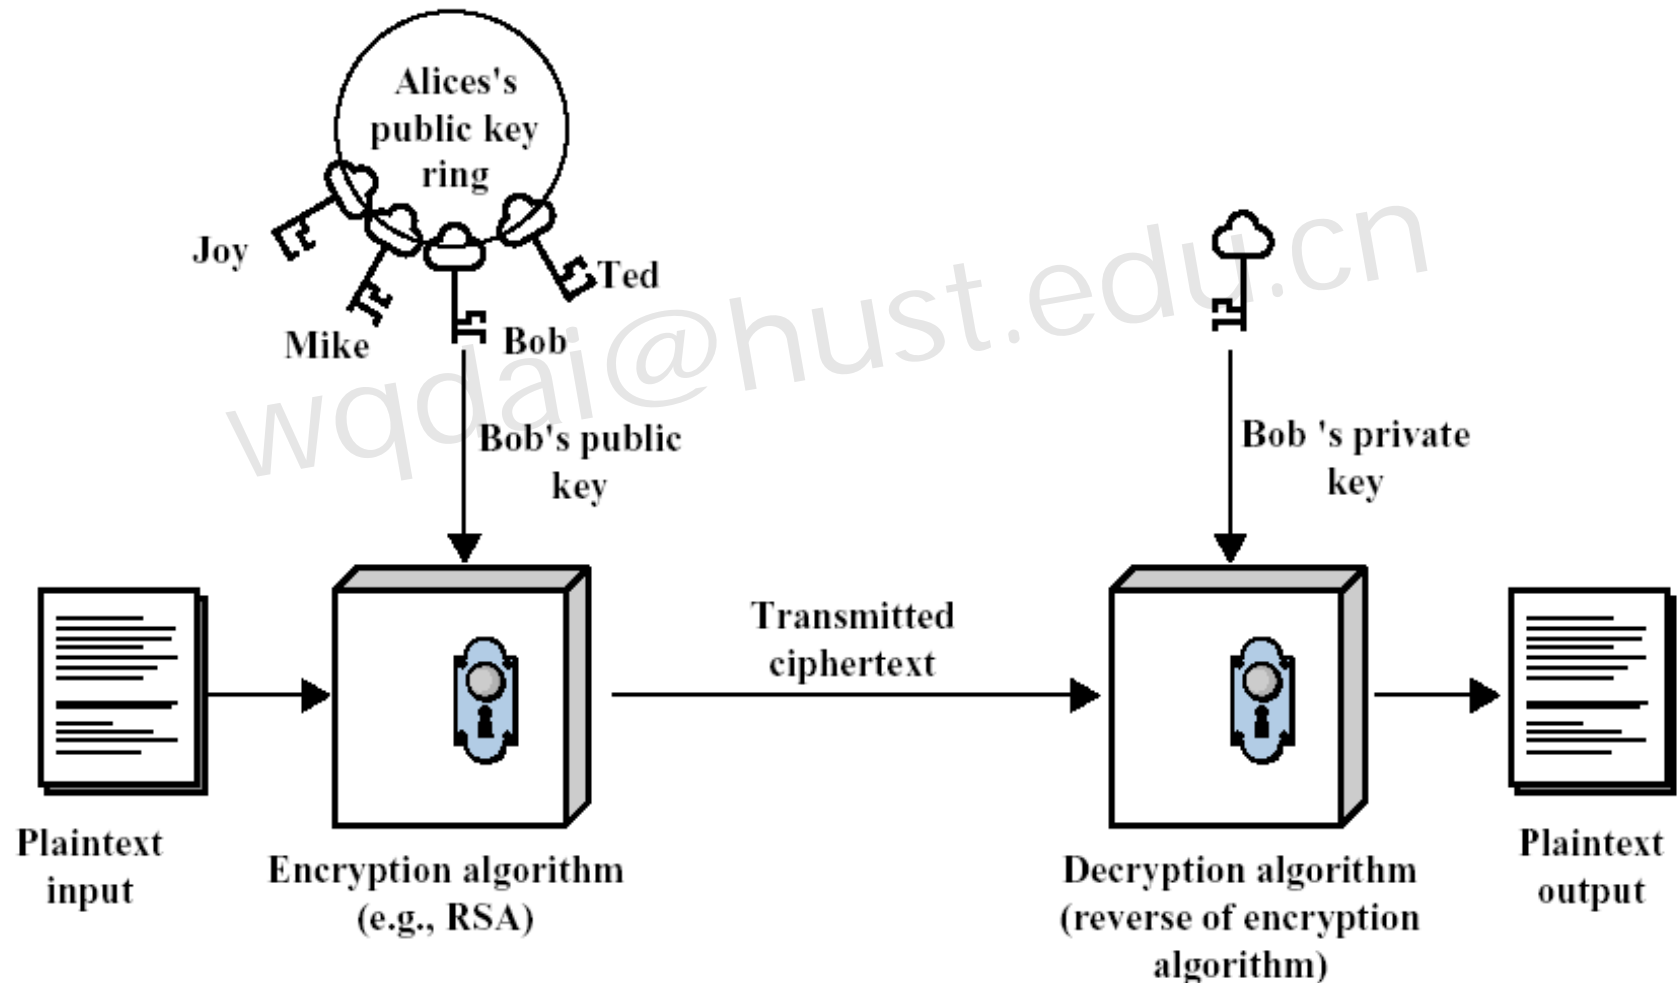 Alices's
public key
ring
Joy
Mike
Bob
Ted
Bob's public
key
Bob 's private
key
Transmitted
ciphertext
Plaintext
input
Encryption algorithm
(e.g., RSA)
Decryption algorithm
(reverse of encryption
algorithm)
Plaintext
output
wqdai@hust.edu.cn